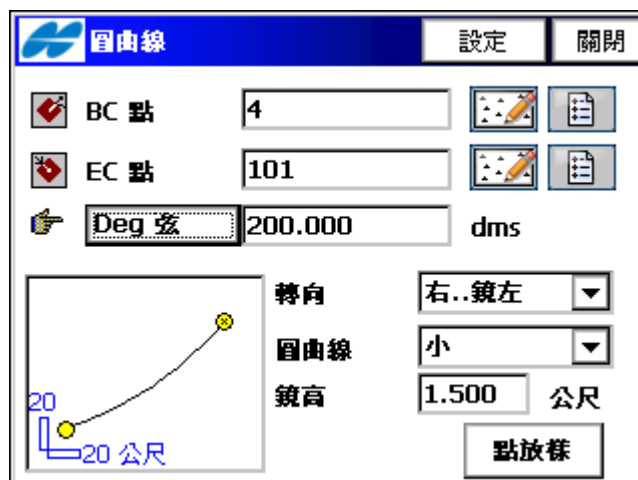 圓曲線 設定 關閉
BC 點 4
EC 點 101
Deg 弦 200.000 dms
轉向 右..鏡左
圓曲線 小
鏡高 1.500 公尺
20
20 公尺
點放樣